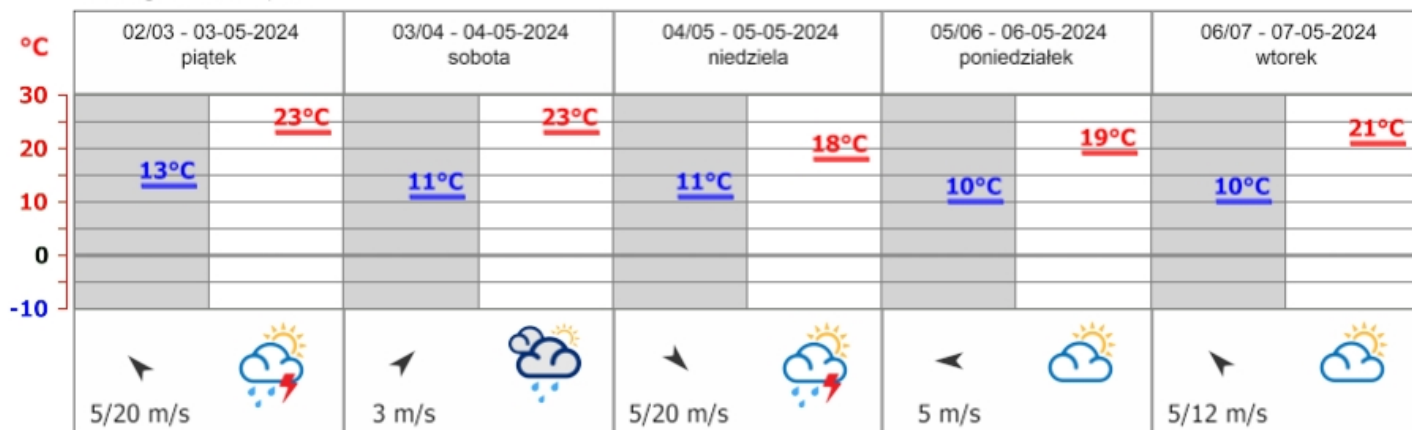 02/03 - 03-05-2024
piątek
03/04 - 04-05-2024
sobota
04/05 - 05-05-2024
niedziela
05/06 - 06-05-2024
poniedziałek
06/07 - 07-05-2024
wtorek
°C
30
20
10
0
-10
13°C
23°C
11°C
23°C
11°C
18°C
10°C
19°C
10°C
21°C
5/20 m/s
3 m/s
5/20 m/s
5 m/s
5/12 m/s